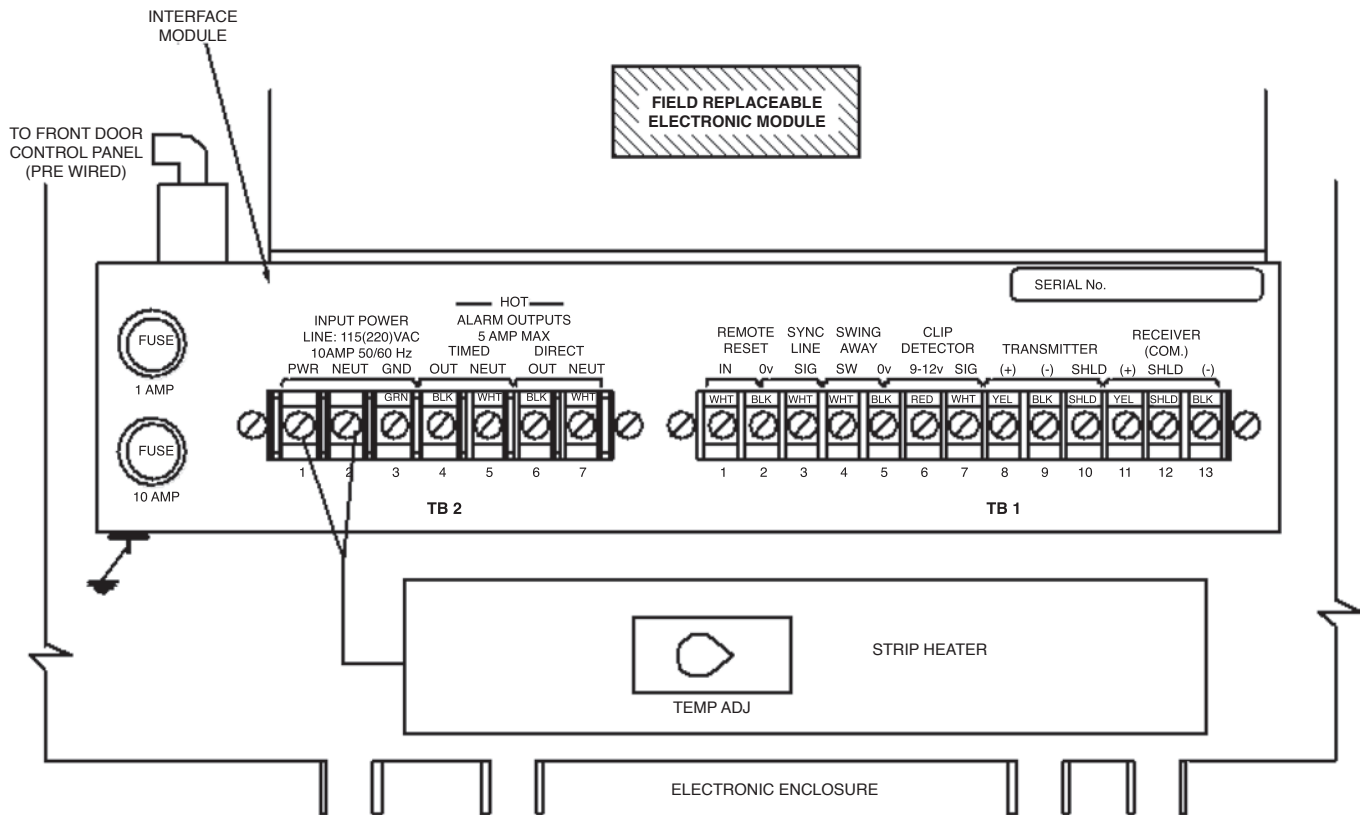 INTERFACE
MODULE
FIELD REPLACEABLE
ELECTRONIC MODULE
TO FRONT DOOR
CONTROL PANEL
(PRE WIRED)
SERIAL No.
FUSE
1 AMP
FUSE
10 AMP
INPUT POWER
LINE: 115(220)VAC
10AMP 50/60 Hz
PWR NEUT GND
HOT
ALARM OUTPUTS
5 AMP MAX
TIMED DIRECT
OUT NEUT OUT NEUT
GRN BLK WHT BLK WHT
1 2 3 4 5 6 7
TB 2
REMOTE
RESET
IN 0v
SYNC
LINE
SIG
SWING
AWAY
SW 0v
CLIP
DETECTOR
9-12v SIG
TRANSMITTER
(+) (-) SHLD
RECEIVER
(COM.)
(+) SHLD (-)
WHT BLK WHT WHT BLK RED WHT YEL BLK SHLD YEL SHLD BLK
1 2 3 4 5 6 7 8 9 10 11 12 13
TB 1
STRIP HEATER
TEMP ADJ
ELECTRONIC ENCLOSURE